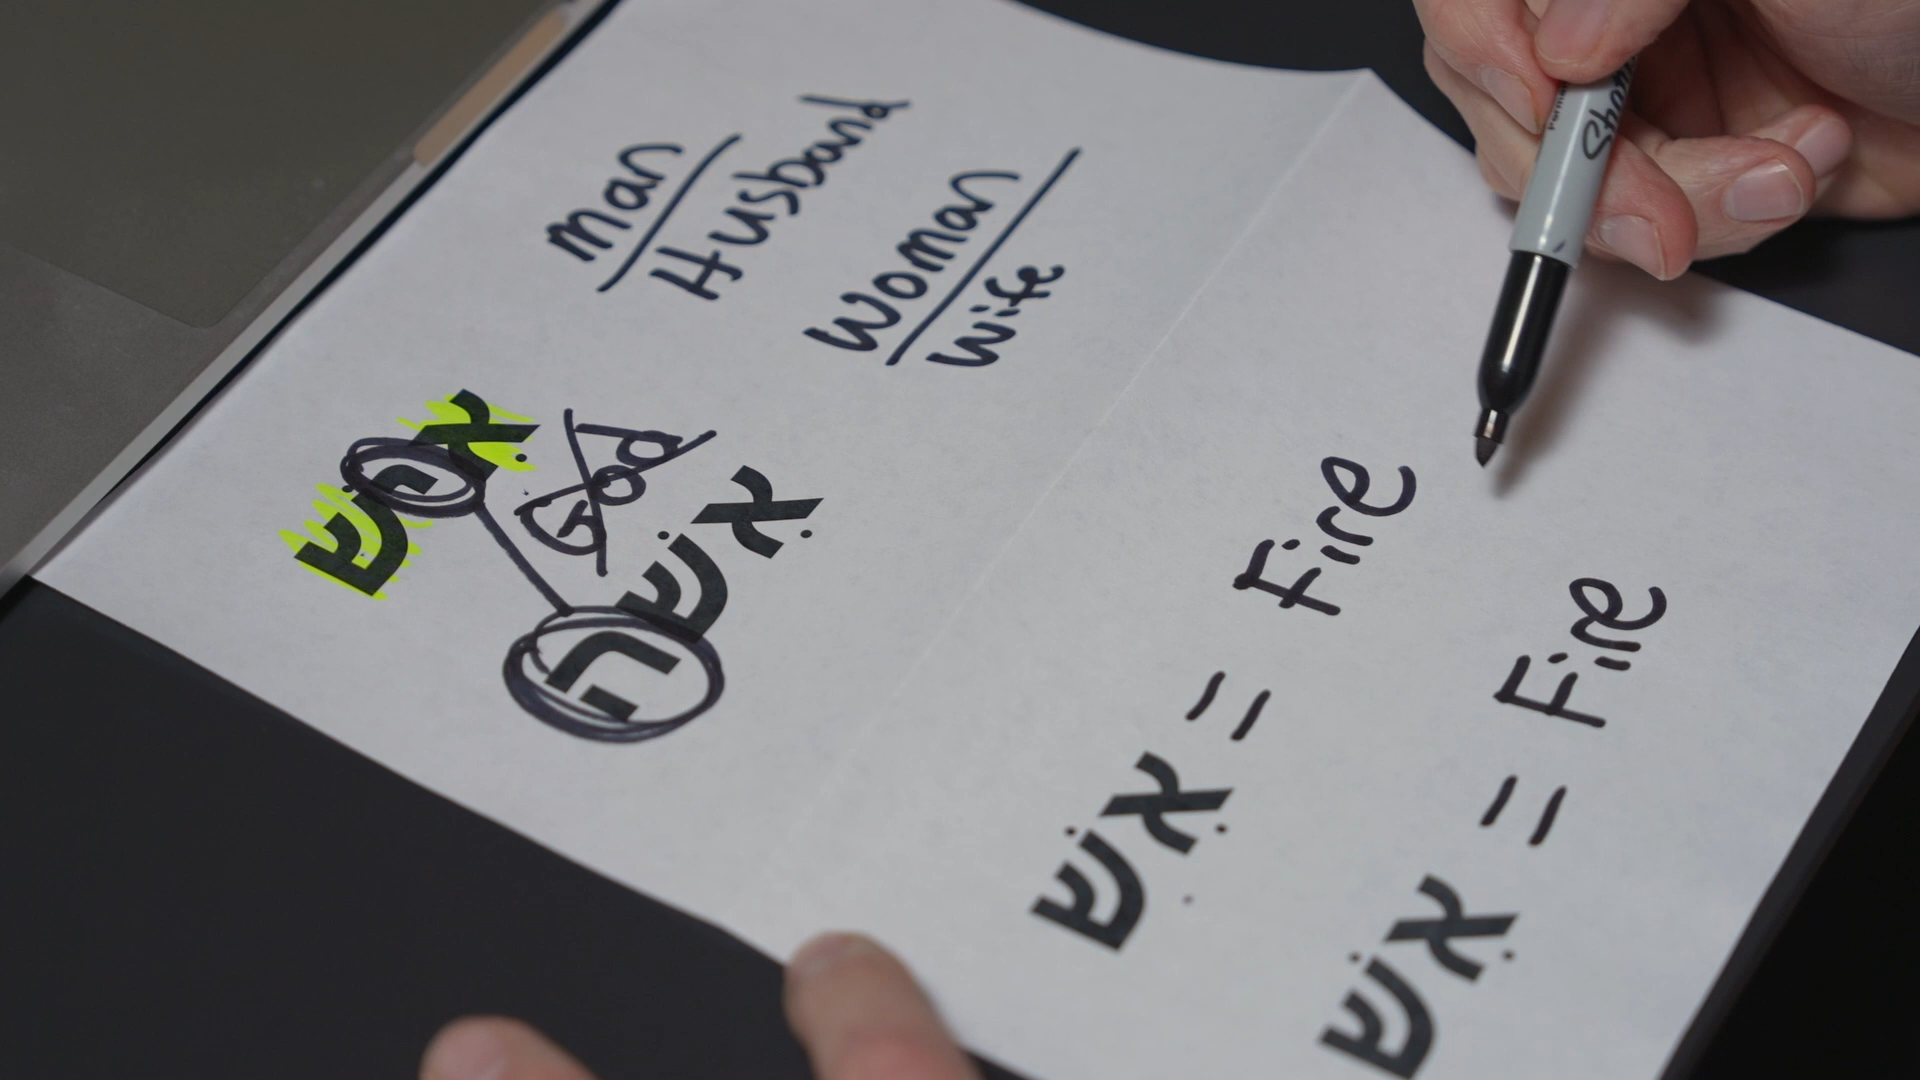 man
Husband
Woman
Wife
אִישׁ
God
אִשׁה
אִשׁ = Fire
אִשׁ = Fire